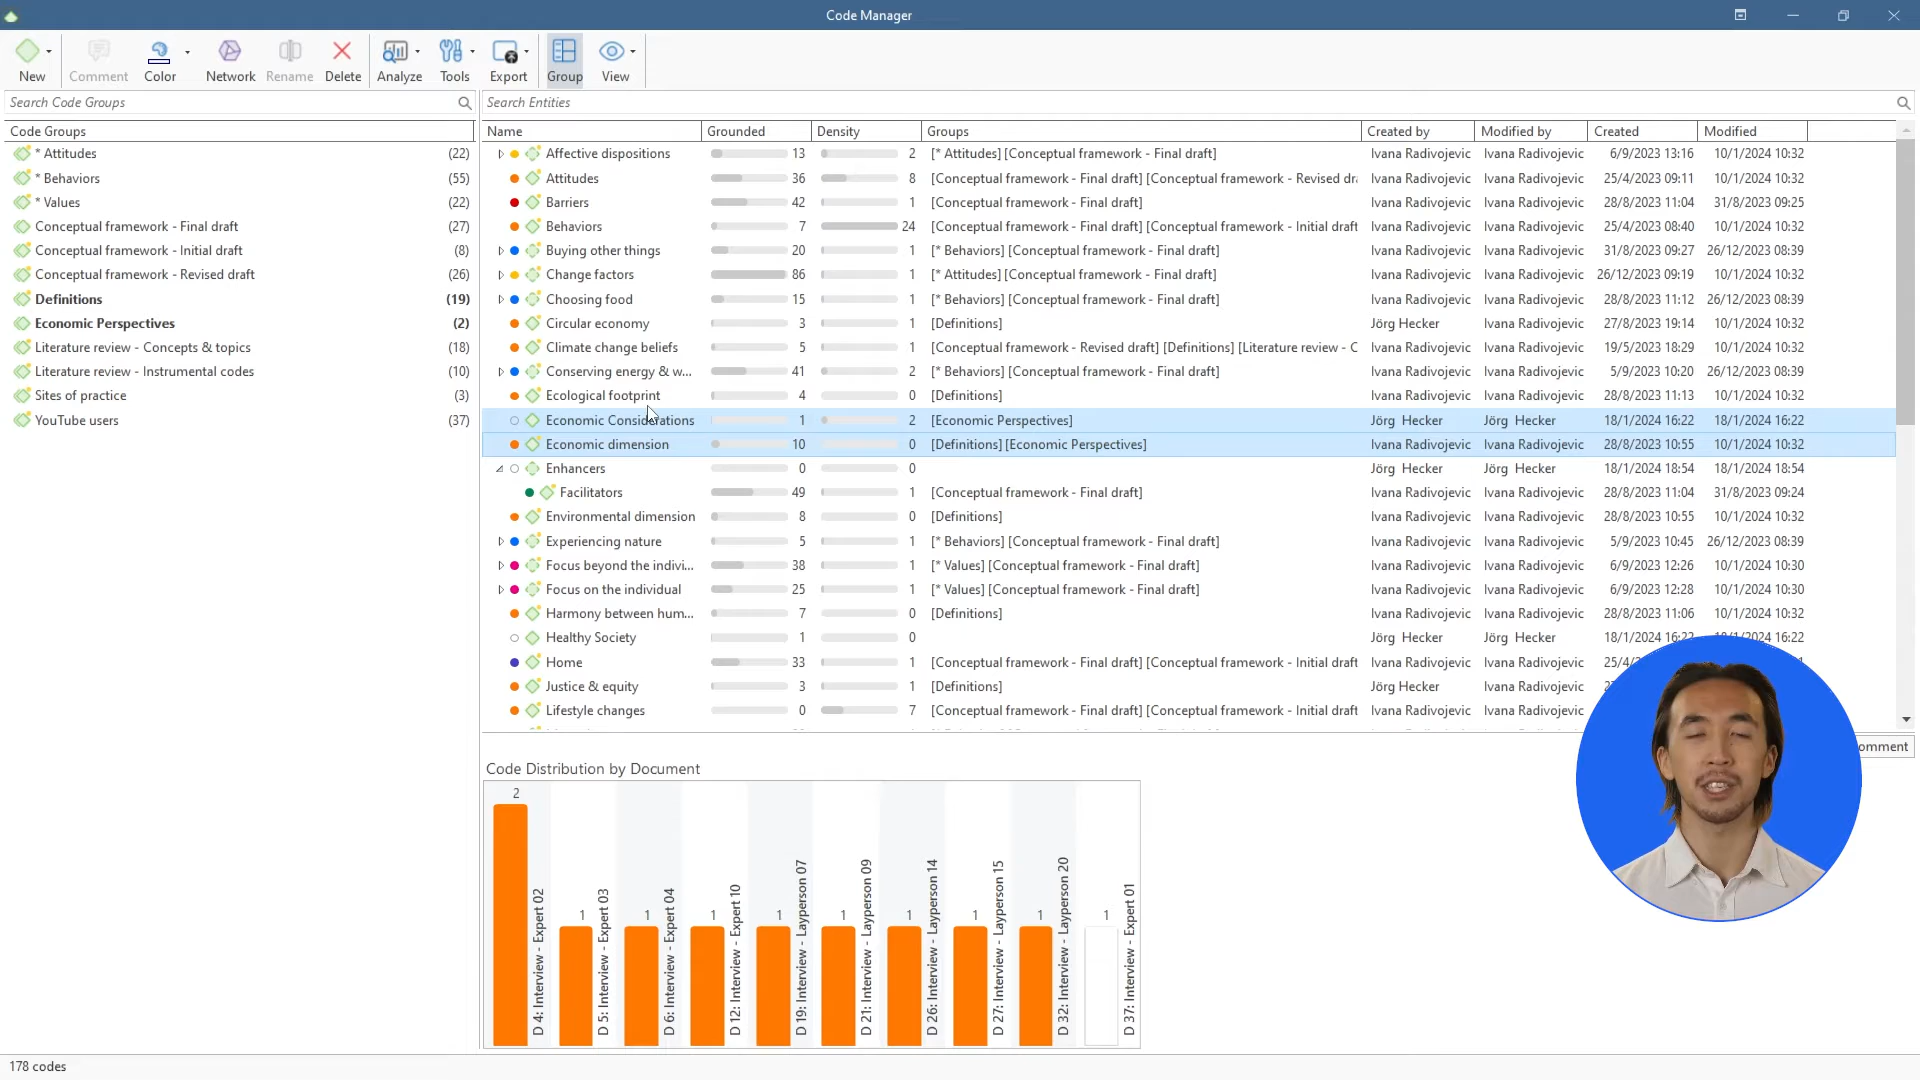 Code Manager
New
Comment
Color
Network
Rename
Delete
Analyze
Tools
Export
Group
View
Search Code Groups
Search Entities
Code Groups
* Attitudes (22)
* Behaviors (55)
* Values (22)
Conceptual framework - Final draft (27)
Conceptual framework - Initial draft (8)
Conceptual framework - Revised draft (26)
Definitions (19)
Economic Perspectives (2)
Literature review - Concepts & topics (18)
Literature review - Instrumental codes (10)
Sites of practice (3)
YouTube users (37)
Name Grounded Density Groups Created by Modified by Created Modified
Affective dispositions 13 2 [* Attitudes] [Conceptual framework - Final draft] Ivana Radivojevic Ivana Radivojevic 6/9/2023 13:16 10/1/2024 10:32
Attitudes 36 8 [Conceptual framework - Final draft] [Conceptual framework - Revised dr Ivana Radivojevic Ivana Radivojevic 25/4/2023 09:11 10/1/2024 10:32
Barriers 42 1 [Conceptual framework - Final draft] Ivana Radivojevic Ivana Radivojevic 28/8/2023 11:04 31/8/2023 09:25
Behaviors 7 24 [Conceptual framework - Final draft] [Conceptual framework - Initial draft Ivana Radivojevic Ivana Radivojevic 25/4/2023 08:40 10/1/2024 10:32
Buying other things 20 1 [* Behaviors] [Conceptual framework - Final draft] Ivana Radivojevic Ivana Radivojevic 31/8/2023 09:27 26/12/2023 08:39
Change factors 86 1 [* Attitudes] [Conceptual framework - Final draft] Ivana Radivojevic Ivana Radivojevic 26/12/2023 09:19 10/1/2024 10:32
Choosing food 15 1 [* Behaviors] [Conceptual framework - Final draft] Ivana Radivojevic Ivana Radivojevic 28/8/2023 11:12 26/12/2023 08:39
Circular economy 3 1 [Definitions] Jörg Hecker Ivana Radivojevic 27/8/2023 19:14 10/1/2024 10:32
Climate change beliefs 5 1 [Conceptual framework - Revised draft] [Definitions] [Literature review - C Ivana Radivojevic Ivana Radivojevic 19/5/2023 18:29 10/1/2024 10:32
Conserving energy & w... 41 2 [* Behaviors] [Conceptual framework - Final draft] Ivana Radivojevic Ivana Radivojevic 5/9/2023 10:20 26/12/2023 08:39
Ecological footprint 4 0 [Definitions] Ivana Radivojevic Ivana Radivojevic 28/8/2023 11:13 10/1/2024 10:32
Economic Considerations 1 2 [Economic Perspectives] Jörg Hecker Jörg Hecker 18/1/2024 16:22 18/1/2024 16:22
Economic dimension 10 0 [Definitions] [Economic Perspectives] Ivana Radivojevic Ivana Radivojevic 28/8/2023 10:55 10/1/2024 10:32
Enhancers 0 0 Jörg Hecker Jörg Hecker 18/1/2024 18:54 18/1/2024 18:54
Facilitators 49 1 [Conceptual framework - Final draft] Ivana Radivojevic Ivana Radivojevic 28/8/2023 11:04 31/8/2023 09:24
Environmental dimension 8 0 [Definitions] Ivana Radivojevic Ivana Radivojevic 28/8/2023 10:55 10/1/2024 10:32
Experiencing nature 5 1 [* Behaviors] [Conceptual framework - Final draft] Ivana Radivojevic Ivana Radivojevic 5/9/2023 10:45 26/12/2023 08:39
Focus beyond the indivi... 38 1 [* Values] [Conceptual framework - Final draft] Ivana Radivojevic Ivana Radivojevic 6/9/2023 12:26 10/1/2024 10:30
Focus on the individual 25 1 [* Values] [Conceptual framework - Final draft] Ivana Radivojevic Ivana Radivojevic 6/9/2023 12:28 10/1/2024 10:30
Harmony between hum... 7 0 [Definitions] Ivana Radivojevic Ivana Radivojevic 28/8/2023 11:06 10/1/2024 10:32
Healthy Society 1 0 Jörg Hecker Jörg Hecker 18/1/2024 16:22 18/1/2024 16:22
Home 33 1 [Conceptual framework - Final draft] [Conceptual framework - Initial draft Ivana Radivojevic Ivana Radivojevic 25/4/
Justice & equity 3 1 [Definitions] Jörg Hecker Ivana Radivojevic
Lifestyle changes 0 7 [Conceptual framework - Final draft] [Conceptual framework - Initial draft Ivana Radivojevic Ivana Radivojevic
omment
Code Distribution by Document
2
1
1
1
1
1
1
1
1
1
D 4: Interview - Expert 02
D 5: Interview - Expert 03
D 6: Interview - Expert 04
D 12: Interview - Expert 10
D 19: Interview - Layperson 07
D 21: Interview - Layperson 09
D 26: Interview - Layperson 14
D 27: Interview - Layperson 15
D 32: Interview - Layperson 20
D 37: Interview - Expert 01
178 codes